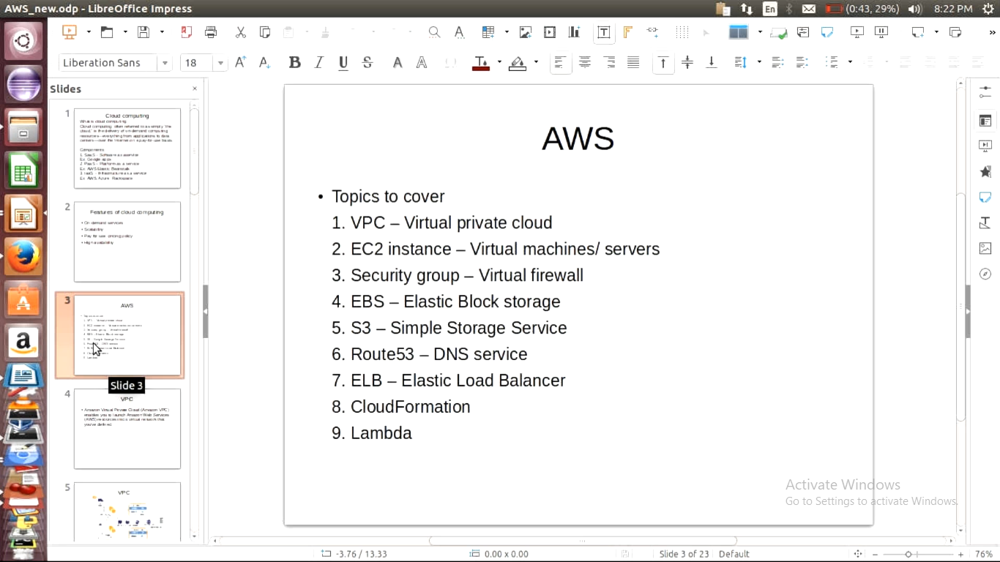 AWS_new.odp - LibreOffice Impress
En
(0:43, 29%)
8:22 PM
Liberation Sans
18
Slides
1
Cloud computing
What is cloud computing
Cloud computing, often referred to as simply "the
cloud," is the delivery of on-demand computing
resources—everything from applications to data
centers—over the Internet on a pay-for-use basis.
Components
1. SaaS – Software as a service
Ex. Google apps
2. PaaS – Platform as a service
Ex. AWS Elastic Beanstalk
3. IaaS – Infrastructure as a service
Ex. AWS, Azure, Rackspace
2
Features of cloud computing
• On-demand services
• Scalability
• Pay for use -pricing policy
• High availability
3
AWS
Slide 3
4
VPC
• Amazon Virtual Private Cloud (Amazon VPC)
enables you to launch Amazon Web Services
(AWS) resources into a virtual network that
you've defined.
5
VPC
AWS
• Topics to cover
1. VPC – Virtual private cloud
2. EC2 instance – Virtual machines/ servers
3. Security group – Virtual firewall
4. EBS – Elastic Block storage
5. S3 – Simple Storage Service
6. Route53 – DNS service
7. ELB – Elastic Load Balancer
8. CloudFormation
9. Lambda
Activate Windows
Go to Settings to activate Windows.
-3.76 / 13.33
0.00 x 0.00
Slide 3 of 23
Default
76%